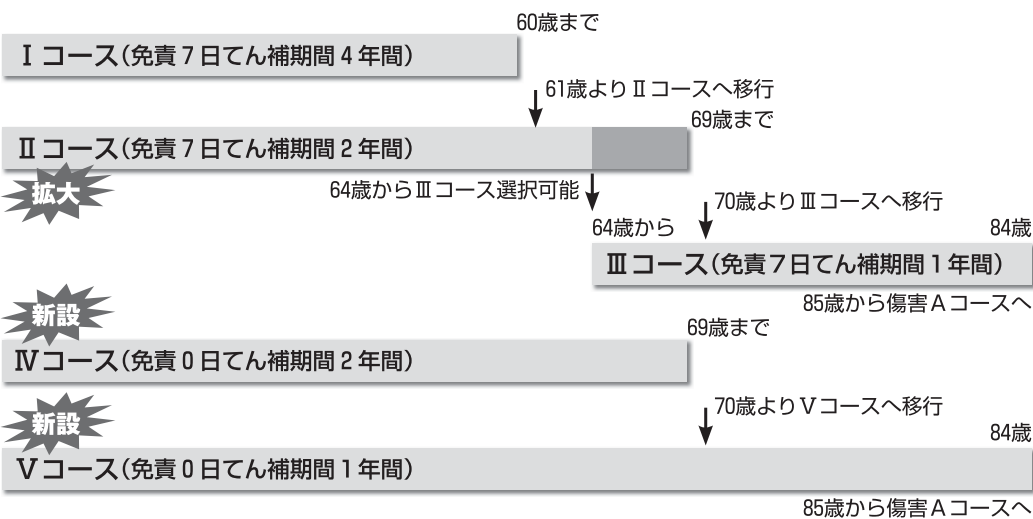 60歳まで
Ⅰコース(免責7日てん補期間4年間)
61歳よりⅡコースへ移行
69歳まで
Ⅱコース(免責7日てん補期間2年間)
拡大
64歳からⅢコース選択可能
70歳よりⅢコースへ移行
64歳から
84歳
Ⅲコース(免責7日てん補期間1年間)
85歳から傷害Aコースへ
新設
69歳まで
Ⅳコース(免責0日てん補期間2年間)
新設
70歳よりⅤコースへ移行
84歳
Ⅴコース(免責0日てん補期間1年間)
85歳から傷害Aコースへ